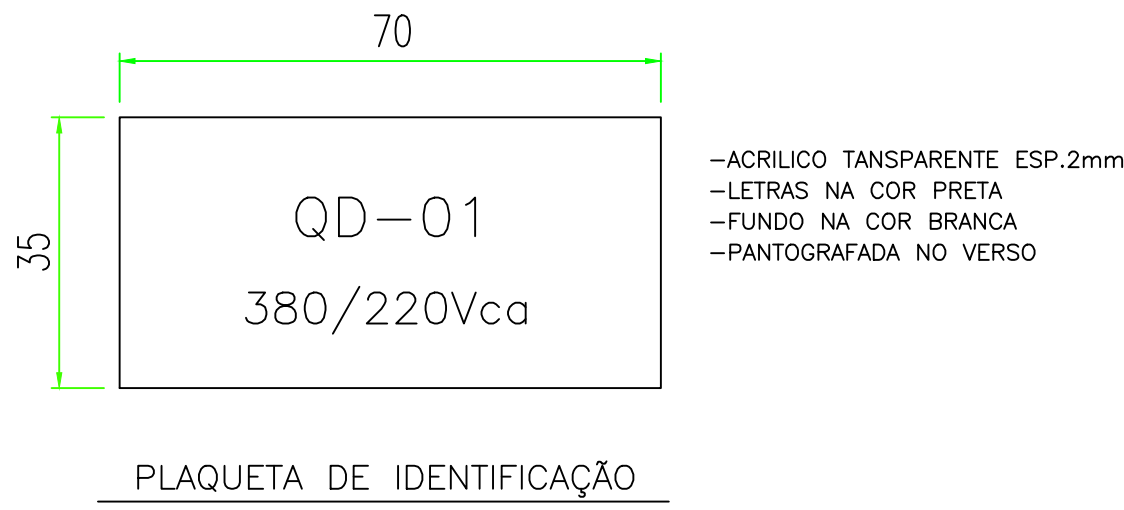 70
35
QD-01
380/220Vca
-ACRILICO TANSPARENTE ESP.2mm
-LETRAS NA COR PRETA
-FUNDO NA COR BRANCA
-PANTOGRAFADA NO VERSO
PLAQUETA DE IDENTIFICAÇÃO